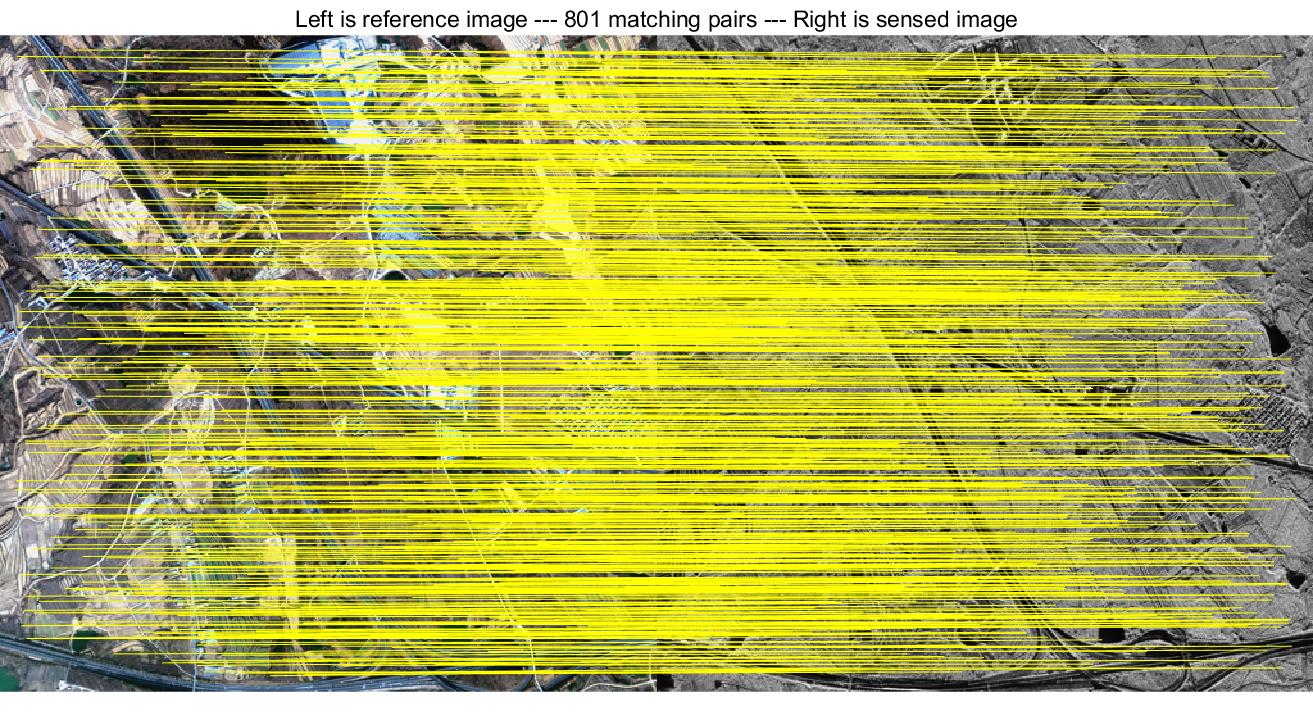 Left is reference image --- 801 matching pairs --- Right is sensed image